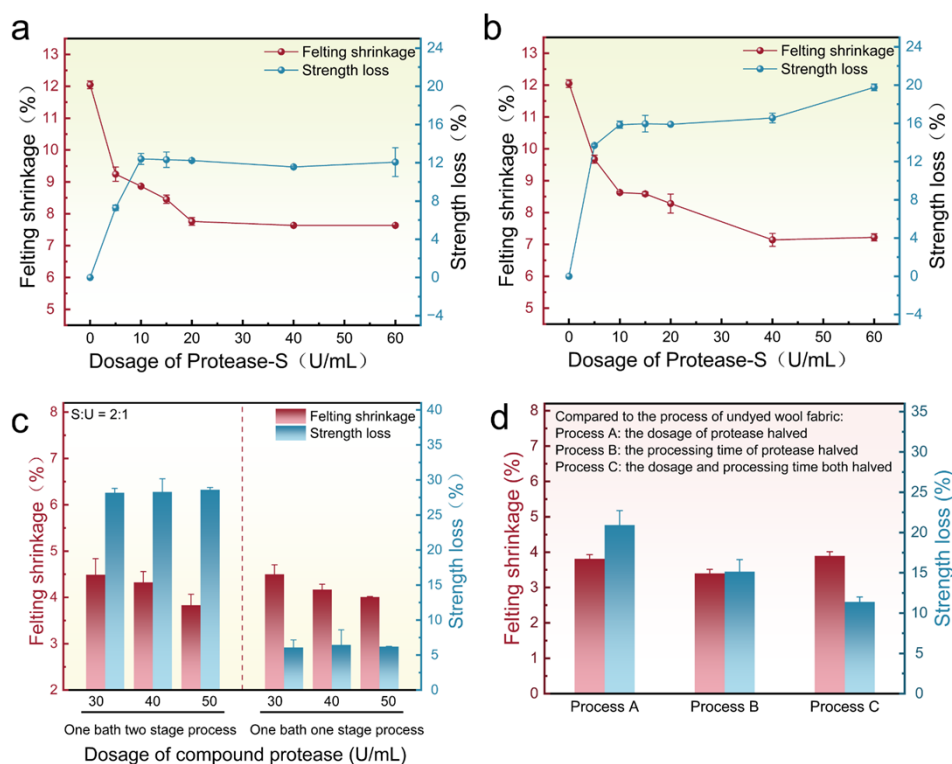 a
Felting shrinkage
Strength loss
Felting shrinkage（%）
13
12
11
10
9
8
7
6
5
24
20
16
12
8
4
0
−4
Strength loss（%）
0 10 20 30 40 50 60
Dosage of Protease-S（U/mL）
b
Felting shrinkage
Strength loss
Felting shrinkage（%）
13
12
11
10
9
8
7
6
5
24
20
16
12
8
4
0
−4
Strength loss（%）
0 10 20 30 40 50 60
Dosage of Protease-S（U/mL）
c
S:U = 2:1
Felting shrinkage
Strength loss
Felting shrinkage（%）
8
7
6
5
4
3
2
40
35
30
25
20
15
10
5
0
Strength loss（%）
30 40 50 30 40 50
One bath two stage process One bath one stage process
Dosage of compound protease (U/mL)
d
Compared to the process of undyed wool fabric:
Process A: the dosage of protease halved
Process B: the processing time of protease halved
Process C: the dosage and processing time both halved
Felting shrinkage (%)
8
7
6
5
4
3
2
1
0
35
30
25
20
15
10
5
0
Strength loss (%)
Process A Process B Process C